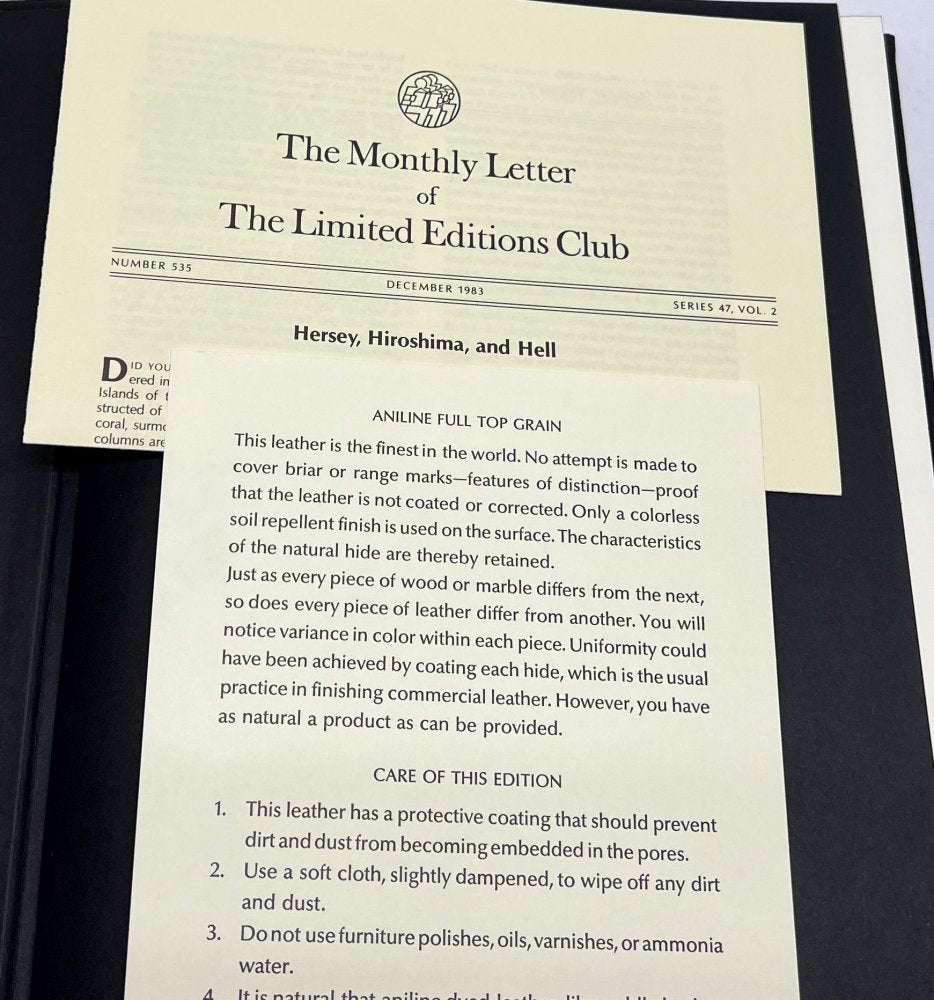 The Monthly Letter
of
The Limited Editions Club
NUMBER 535
DECEMBER 1983
SERIES 47, VOL. 2
Hersey, Hiroshima, and Hell
DID YOU
ered in
Islands of
structed of
coral,
columns are
ANILINE FULL TOP GRAIN
This leather is the finest in the world. No attempt is made to
cover briar or range marks—features of distinction—proof
that the leather is not coated or corrected. Only a colorless
soil repellent finish is used on the surface. The characteristics
of the natural hide are thereby retained.
Just as every piece of wood or marble differs from the next,
so does every piece of leather differ from another. You will
notice variance in color within each piece. Uniformity could
have been achieved by coating each hide, which is the usual
practice in finishing commercial leather. However, you have
as natural a product as can be provided.
CARE OF THIS EDITION
1. This leather has a protective coating that should prevent
dirt and dust from becoming embedded in the pores.
2. Use a soft cloth, slightly dampened, to wipe off any dirt
and dust.
3. Do not use furniture polishes, oils, varnishes, or ammonia
water.
4. It is natural that aniline dyed